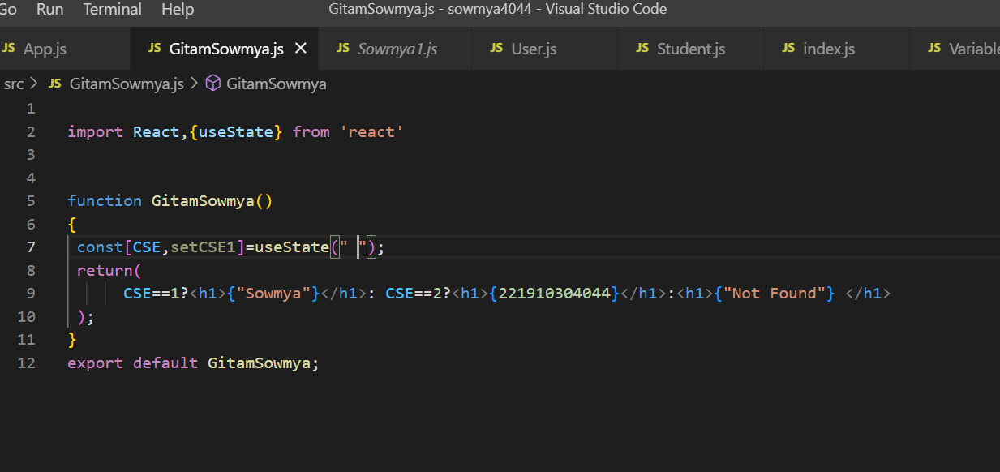 Go Run Terminal Help GitamSowmya.js - sowmya4044 - Visual Studio Code
JS App.js JS GitamSowmya.js JS Sowmya1.js JS User.js JS Student.js JS index.js JS Variable
src > JS GitamSowmya.js > GitamSowmya
1
2 import React,{useState} from 'react'
3
4
5 function GitamSowmya()
6 {
7 const[CSE,setCSE1]=useState(" ");
8 return(
9 CSE==1?<h1>{"Sowmya"}</h1>: CSE==2?<h1>{221910304044}</h1>:<h1>{"Not Found"} </h1>
10 );
11 }
12 export default GitamSowmya;